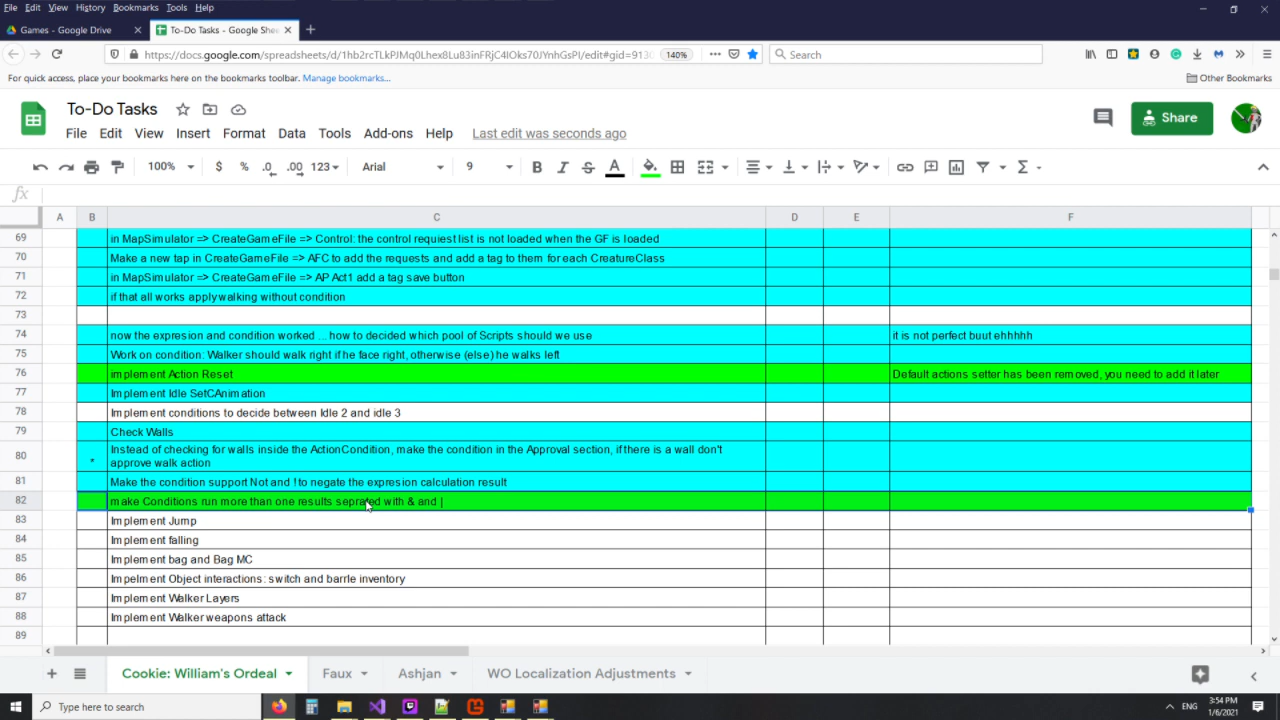 File Edit View History Bookmarks Tools Help
Games - Google Drive
To-Do Tasks - Google Shee
https://docs.google.com/spreadsheets/d/1hb2rcTLkPJMq0Lhex8Lu83inFRjC4IOks70JYmhGsPI/edit#gid=913 140% Search
For quick access, place your bookmarks here on the bookmarks toolbar. Manage bookmarks... Other Bookmarks
To-Do Tasks
File Edit View Insert Format Data Tools Add-ons Help Last edit was seconds ago
Share
100% $ % .0 .00 123 Arial 9 B I S A
fx
A B C D E F
69 in MapSimulator => CreateGameFile => Control: the control requiest list is not loaded when the GF is loaded
70 Make a new tap in CreateGameFile => AFC to add the requests and add a tag to them for each CreatureClass
71 in MapSimulator => CreateGameFile => AP Act1 add a tag save button
72 if that all works apply walking without condition
73
74 now the expresion and condition worked ... how to decided which pool of Scripts should we use it is not perfect buut ehhhhh
75 Work on condition: Walker should walk right if he face right, otherwise (else) he walks left
76 implement Action Reset Default actions setter has been removed, you need to add it later
77 Implement Idle SetCAnimation
78 Implement conditions to decide between Idle 2 and idle 3
79 Check Walls
80 * Instead of checking for walls inside the ActionCondition, make the condition in the Approval section, if there is a wall don't
approve walk action
81 Make the condition support Not and ! to negate the expresion calculation result
82 make Conditions run more than one results seprated with & and |
83 Implement Jump
84 Implement falling
85 Implement bag and Bag MC
86 Impelment Object interactions: switch and barrle inventory
87 Implement Walker Layers
88 Implement Walker weapons attack
89
Cookie: William's Ordeal Faux Ashjan WO Localization Adjustments
Type here to search
ENG
3:54 PM
1/6/2021